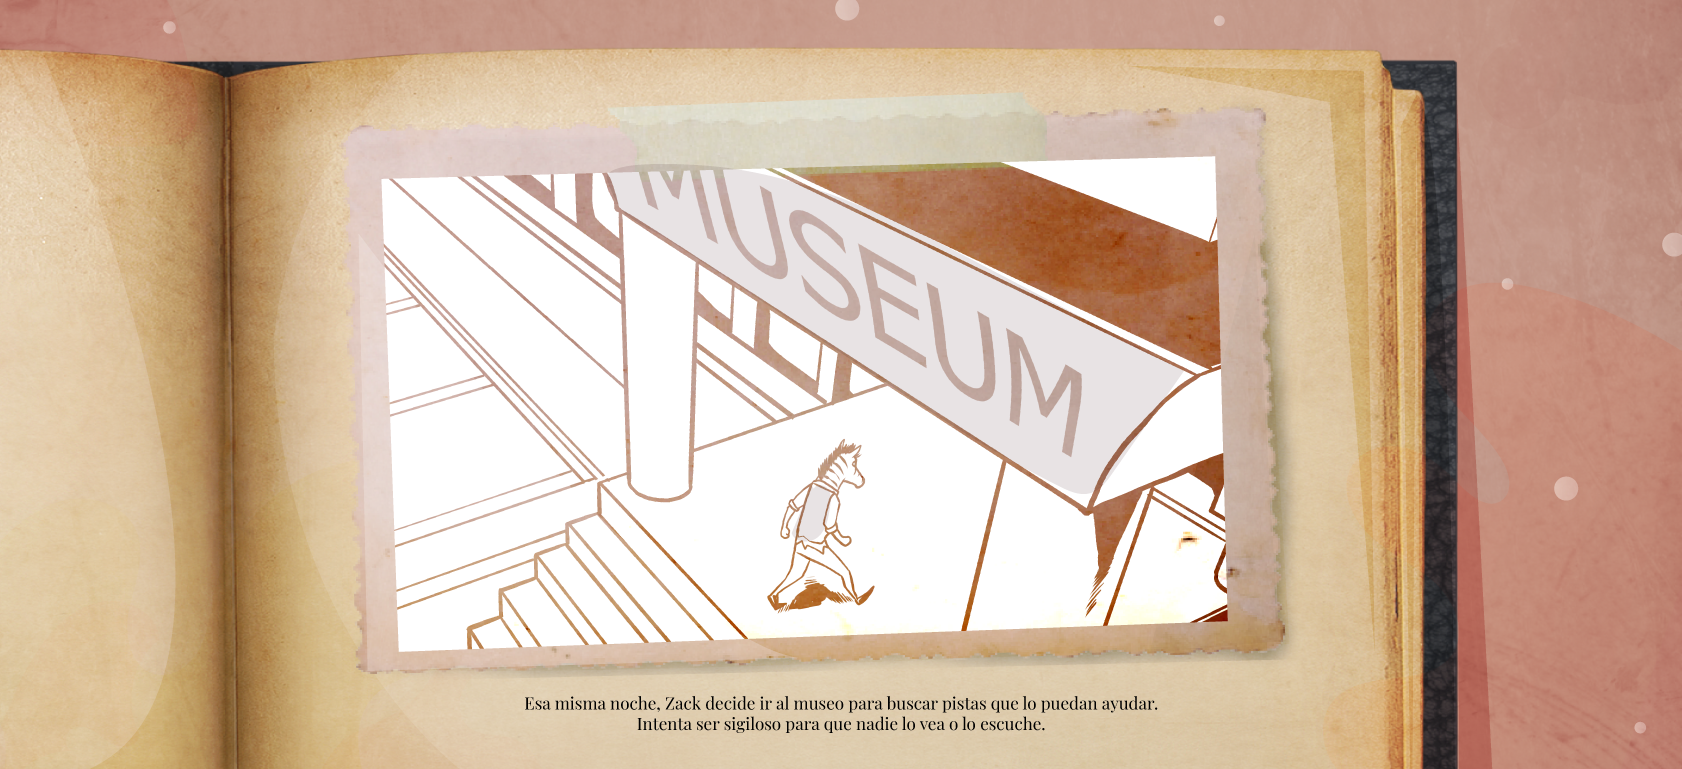 MUSEUM
Esa misma noche, Zack decide ir al museo para buscar pistas que lo puedan ayudar.
Intenta ser sigiloso para que nadie lo vea o lo escuche.